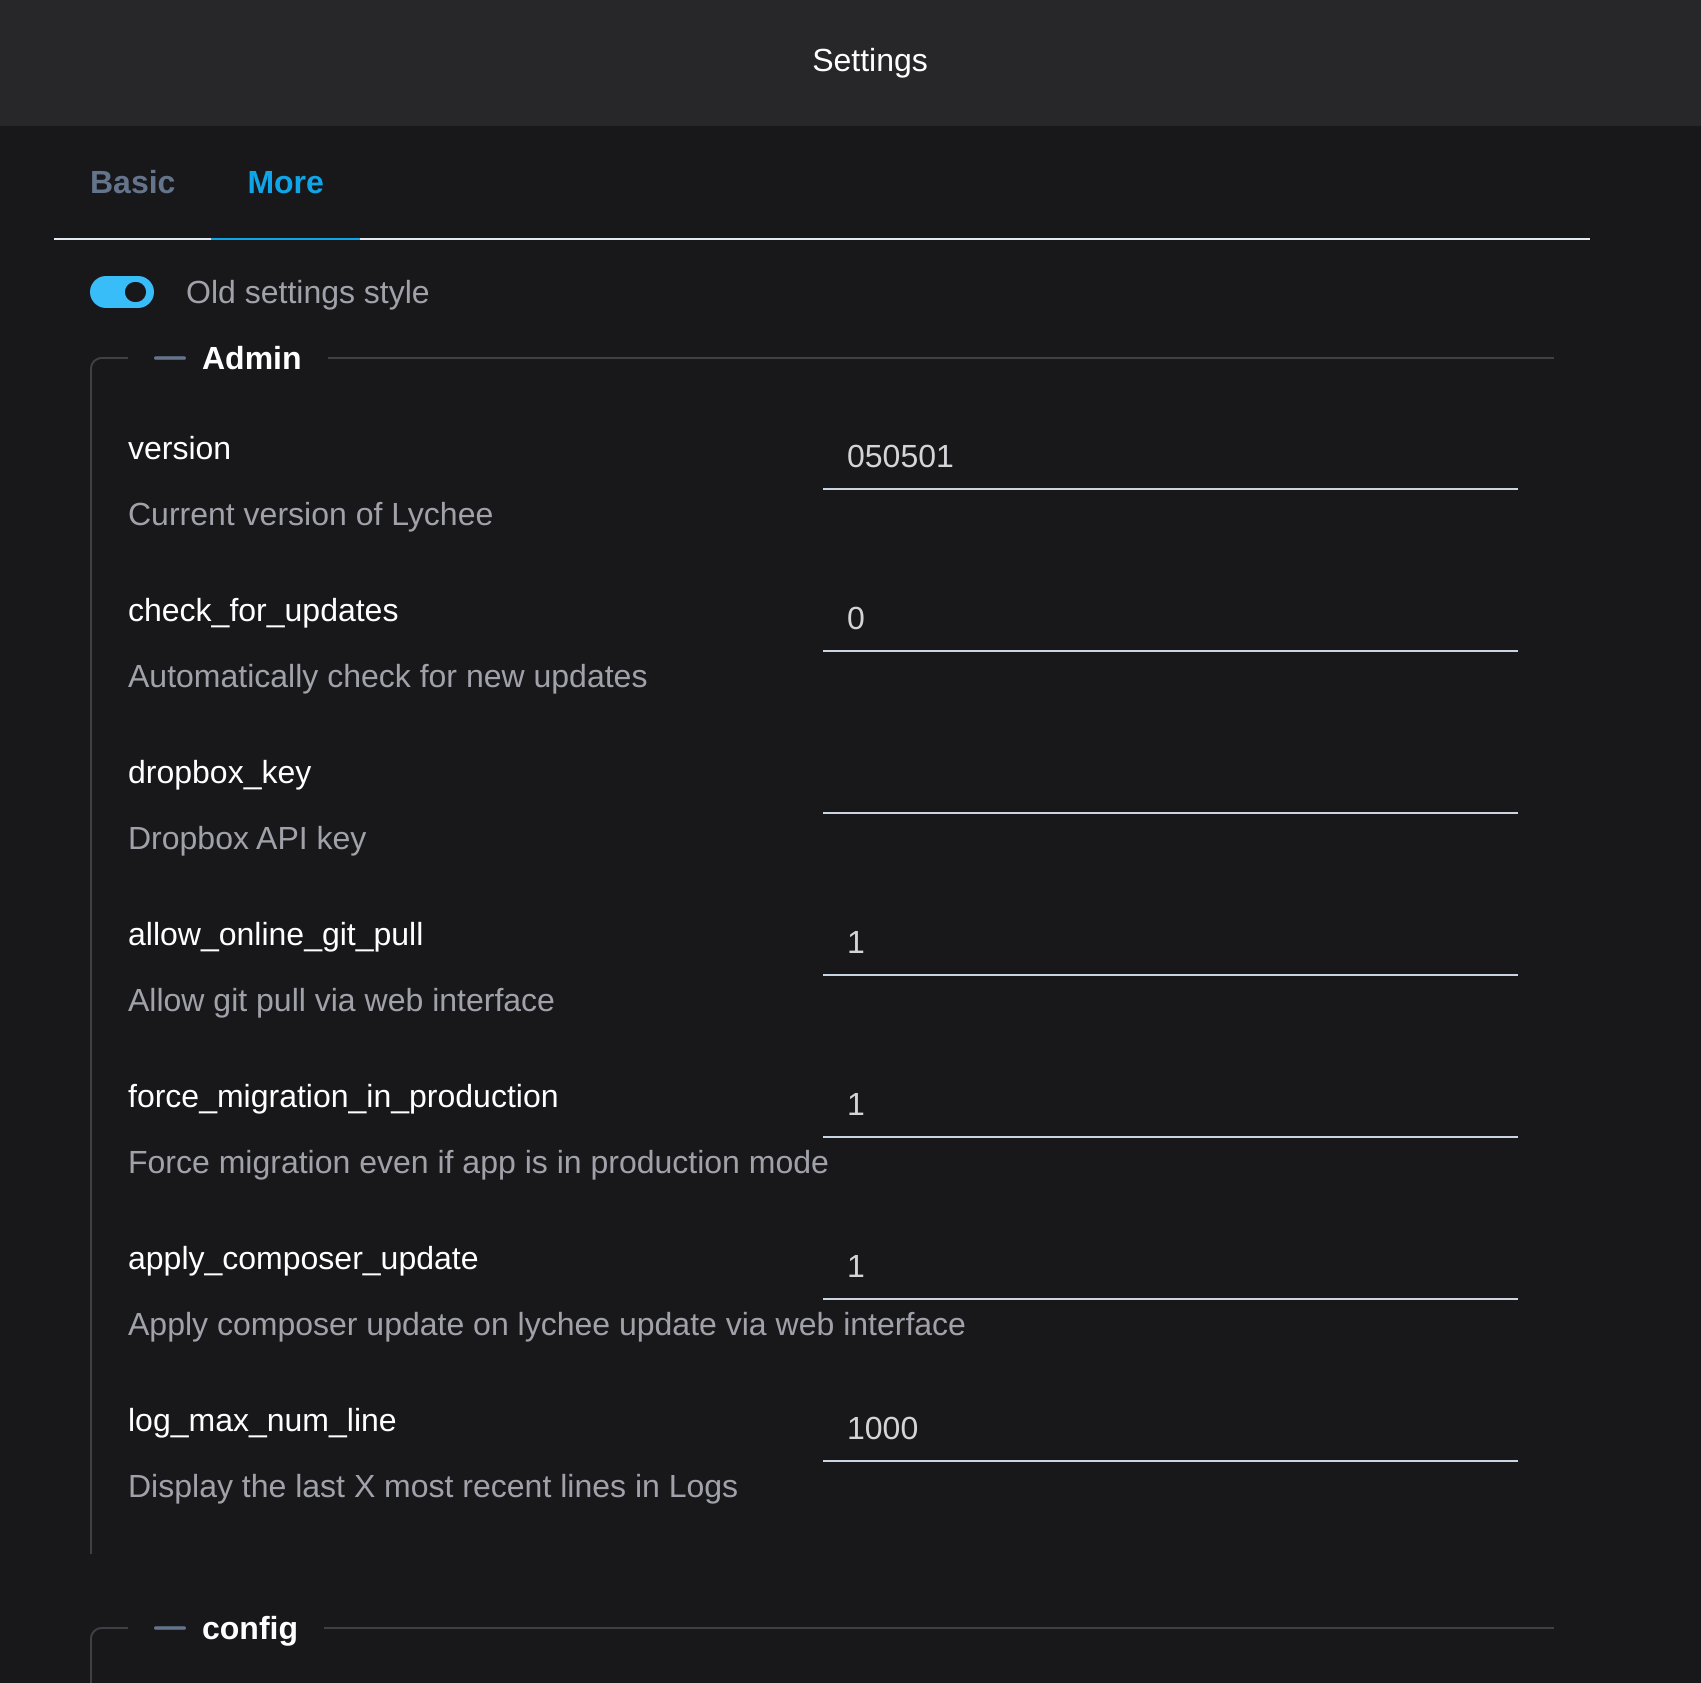 Settings
Basic More
Old settings style
Admin
version 050501
Current version of Lychee
check_for_updates 0
Automatically check for new updates
dropbox_key
Dropbox API key
allow_online_git_pull 1
Allow git pull via web interface
force_migration_in_production 1
Force migration even if app is in production mode
apply_composer_update 1
Apply composer update on lychee update via web interface
log_max_num_line 1000
Display the last X most recent lines in Logs
config